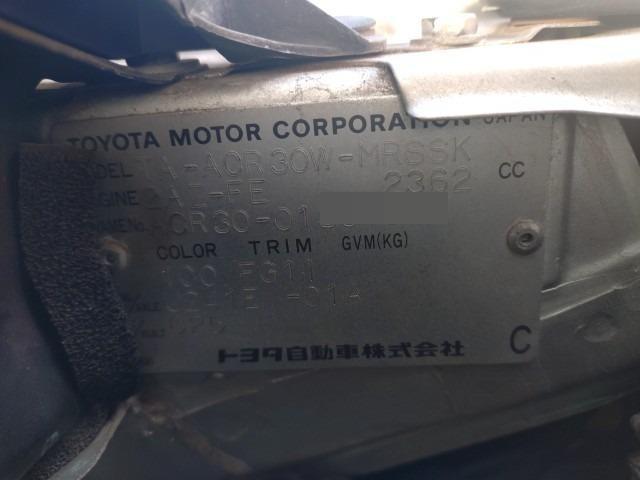 TOYOTA MOTOR CORPORATION JAPAN
MODEL TA-ACR30W-MRSSK
ENGINE 2AZ-FE 2362 CC
ACR30-01
COLOR TRIM GVM(KG)
FG11
トヨタ自動車株式会社 C